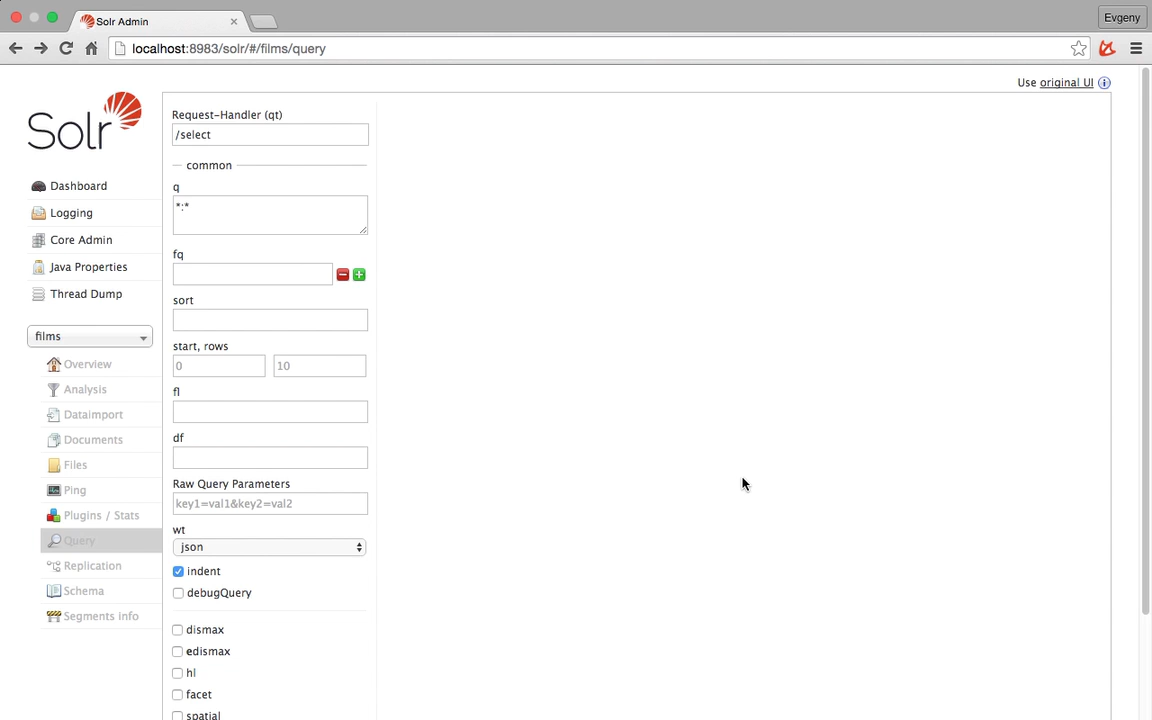 Solr Admin
Evgeny
localhost:8983/solr/#/films/query
Use original UI
Solr
Dashboard
Logging
Core Admin
Java Properties
Thread Dump
films
Overview
Analysis
Dataimport
Documents
Files
Ping
Plugins / Stats
Query
Replication
Schema
Segments info
Request-Handler (qt)
/select
common
q
*:*
fq
sort
start, rows
0 10
fl
df
Raw Query Parameters
key1=val1&key2=val2
wt
json
indent
debugQuery
dismax
edismax
hl
facet
spatial